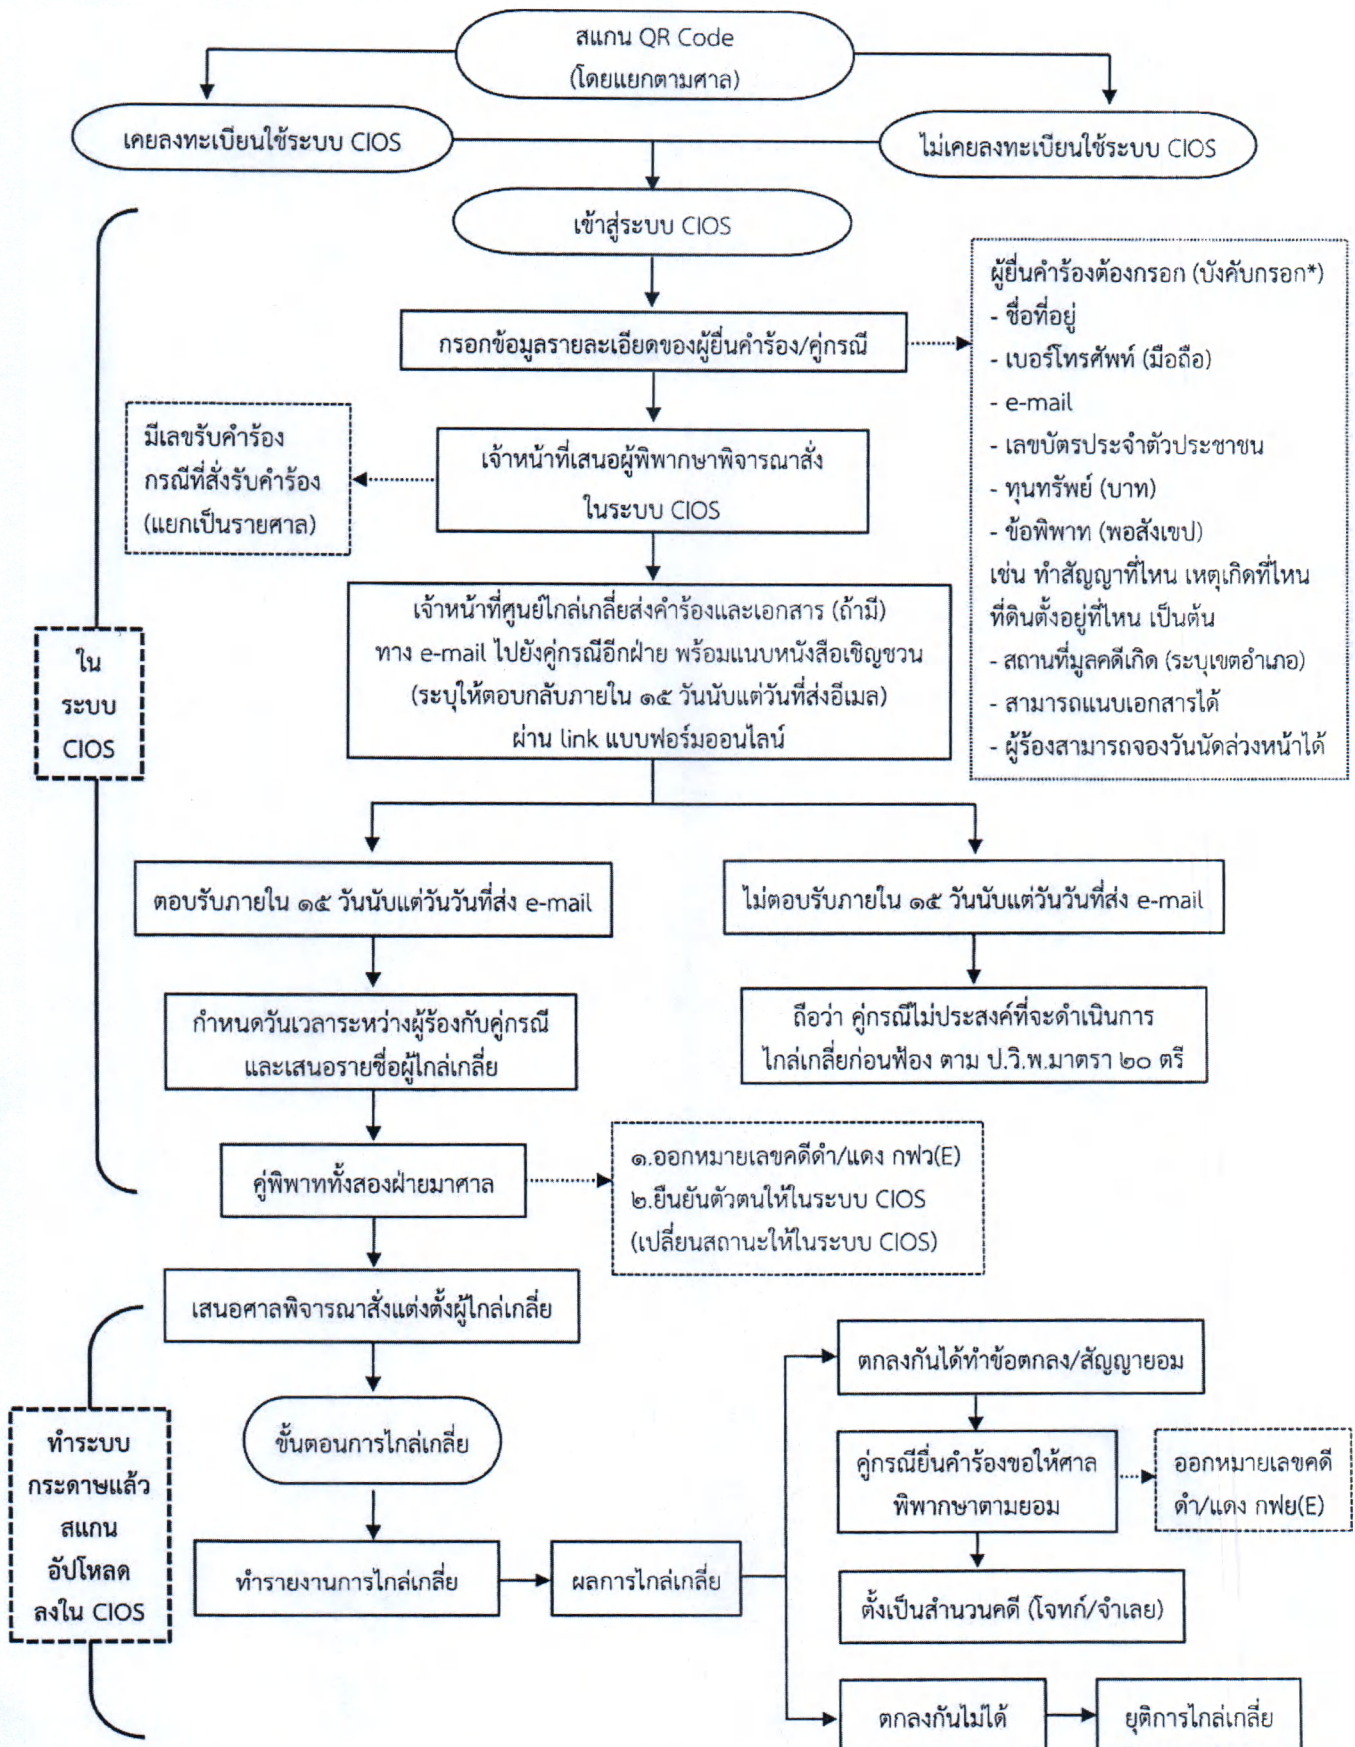 สแกน QR Code
(โดยแยกตามศาล)
เคยลงทะเบียนใช้ระบบ CIOS
ไม่เคยลงทะเบียนใช้ระบบ CIOS
เข้าสู่ระบบ CIOS
กรอกข้อมูลรายละเอียดของผู้ยื่นคำร้อง/คู่กรณี
ผู้ยื่นคำร้องต้องกรอก (บังคับกรอก*)
- ชื่อที่อยู่
- เบอร์โทรศัพท์ (มือถือ)
- e-mail
- เลขบัตรประจำตัวประชาชน
- ทุนทรัพย์ (บาท)
- ข้อพิพาท (พอสังเขป)
เช่น ทำสัญญาที่ไหน เหตุเกิดที่ไหน
ที่ดินตั้งอยู่ที่ไหน เป็นต้น
- สถานที่มูลคดีเกิด (ระบุเขตอำเภอ)
- สามารถแนบเอกสารได้
- ผู้ร้องสามารถจองวันนัดล่วงหน้าได้
เจ้าหน้าที่เสนอผู้พิพากษาพิจารณาสั่ง
ในระบบ CIOS
มีเลขรับคำร้อง
กรณีที่สั่งรับคำร้อง
(แยกเป็นรายศาล)
เจ้าหน้าที่ศูนย์ไกล่เกลี่ยส่งคำร้องและเอกสาร (ถ้ามี)
ทาง e-mail ไปยังคู่กรณีอีกฝ่าย พร้อมแนบหนังสือเชิญชวน
(ระบุให้ตอบกลับภายใน ๑๕ วันนับแต่วันที่ส่งอีเมล)
ผ่าน link แบบฟอร์มออนไลน์
ใน
ระบบ
CIOS
ตอบรับภายใน ๑๕ วันนับแต่วันวันที่ส่ง e-mail
ไม่ตอบรับภายใน ๑๕ วันนับแต่วันวันที่ส่ง e-mail
กำหนดวันเวลาระหว่างผู้ร้องกับคู่กรณี
และเสนอรายชื่อผู้ไกล่เกลี่ย
ถือว่า คู่กรณีไม่ประสงค์ที่จะดำเนินการ
ไกล่เกลี่ยก่อนฟ้อง ตาม ป.วิ.พ.มาตรา ๒๐ ตรี
คู่พิพาททั้งสองฝ่ายมาศาล
๑.ออกหมายเลขคดีดำ/แดง กฟว(E)
๒.ยืนยันตัวตนให้ในระบบ CIOS
(เปลี่ยนสถานะให้ในระบบ CIOS)
เสนอศาลพิจารณาสั่งแต่งตั้งผู้ไกล่เกลี่ย
ขั้นตอนการไกล่เกลี่ย
ทำรายงานการไกล่เกลี่ย
ผลการไกล่เกลี่ย
ตกลงกันได้ทำข้อตกลง/สัญญายอม
คู่กรณียื่นคำร้องขอให้ศาล
พิพากษาตามยอม
ออกหมายเลขคดี
ดำ/แดง กฟย(E)
ตั้งเป็นสำนวนคดี (โจทก์/จำเลย)
ตกลงกันไม่ได้
ยุติการไกล่เกลี่ย
ทำระบบ
กระดาษแล้ว
สแกน
อัปโหลด
ลงใน CIOS